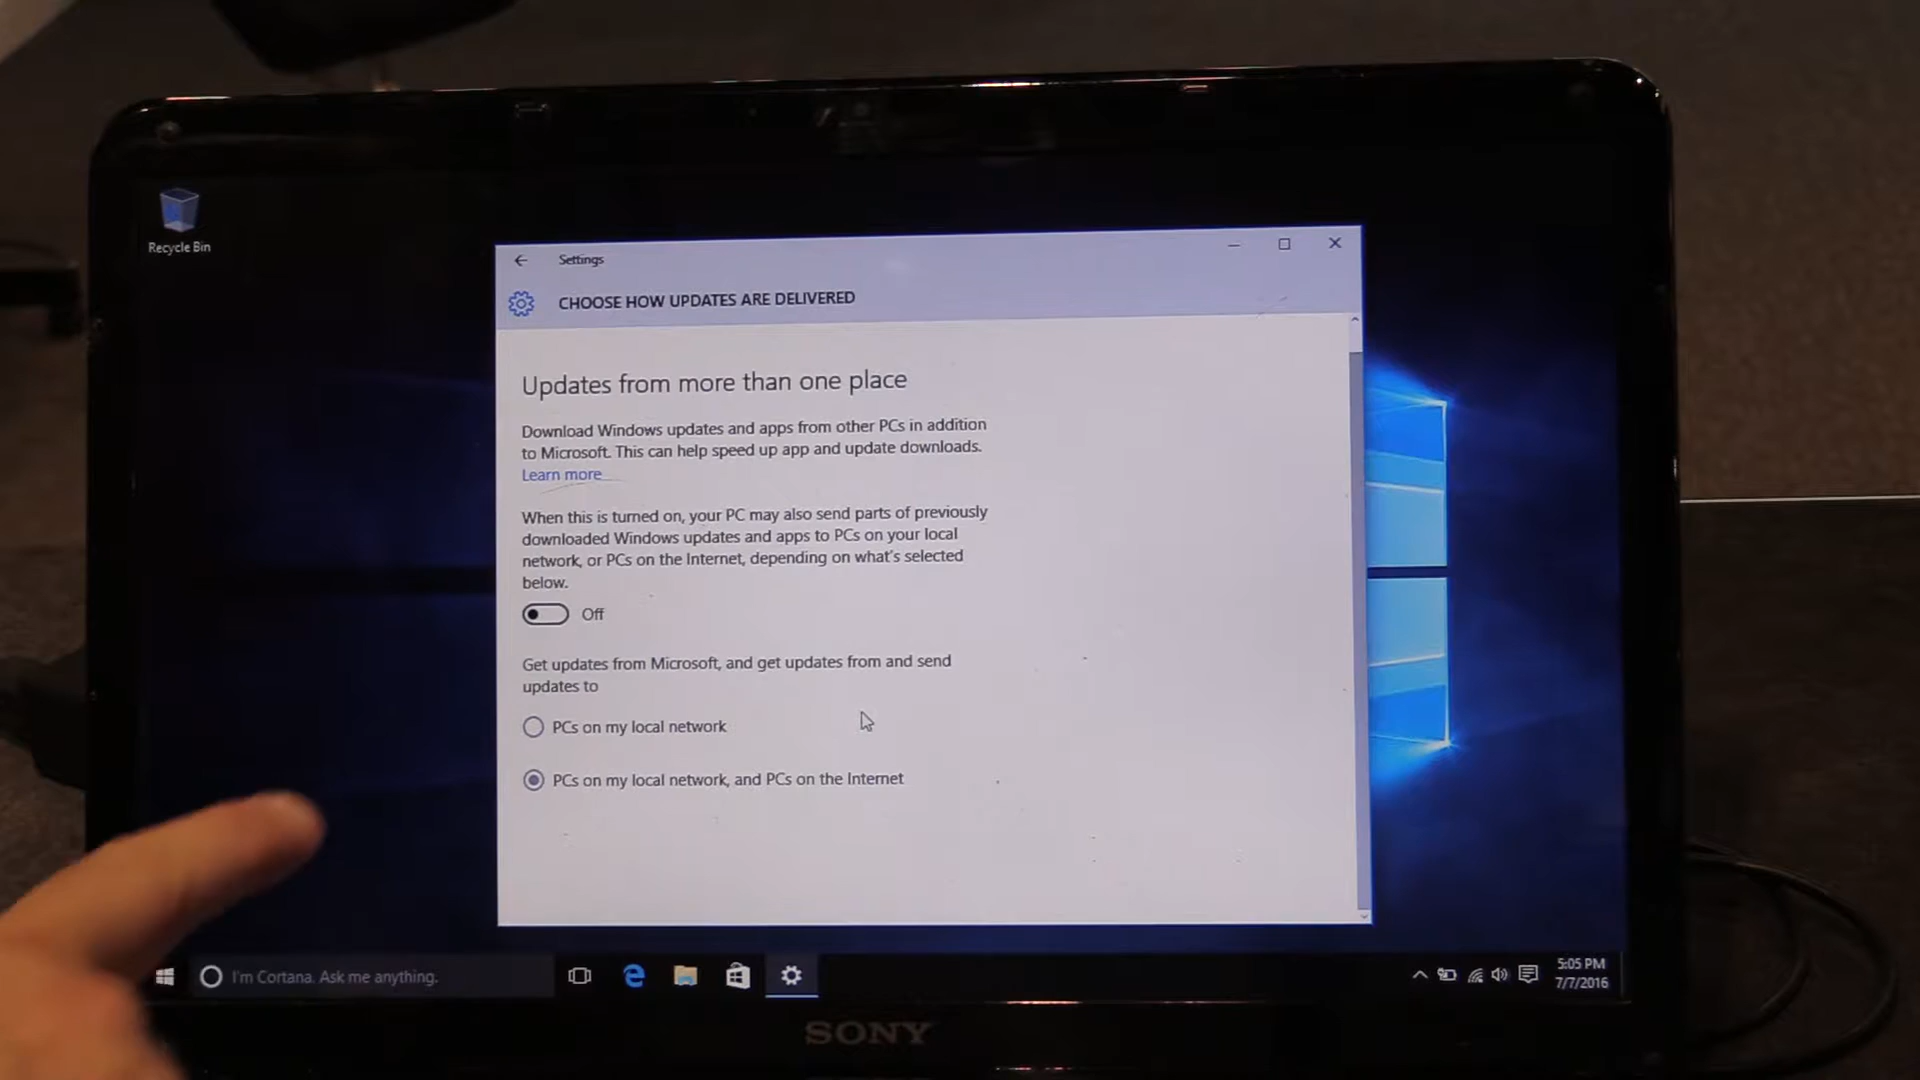 Recycle Bin
Settings
CHOOSE HOW UPDATES ARE DELIVERED
Updates from more than one place
Download Windows updates and apps from other PCs in addition
to Microsoft. This can help speed up app and update downloads.
Learn more
When this is turned on, your PC may also send parts of previously
downloaded Windows updates and apps to PCs on your local
network, or PCs on the Internet, depending on what's selected
below.
Off
Get updates from Microsoft, and get updates from and send
updates to
PCs on my local network
PCs on my local network, and PCs on the Internet
I'm Cortana. Ask me anything.
5:05 PM
7/7/2016
SONY